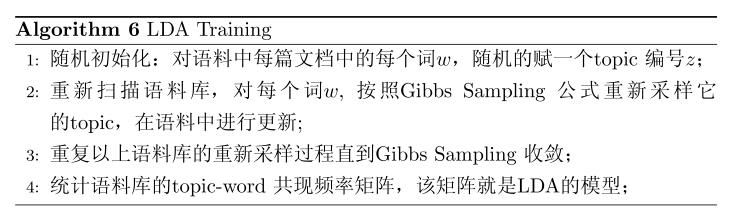 Algorithm 6 LDA Training
1: 随机初始化：对语料中每篇文档中的每个词w，随机的赋一个topic 编号z；
2: 重新扫描语料库，对每个词w, 按照Gibbs Sampling 公式重新采样它
的topic，在语料中进行更新;
3: 重复以上语料库的重新采样过程直到Gibbs Sampling 收敛；
4: 统计语料库的topic-word 共现频率矩阵，该矩阵就是LDA的模型；